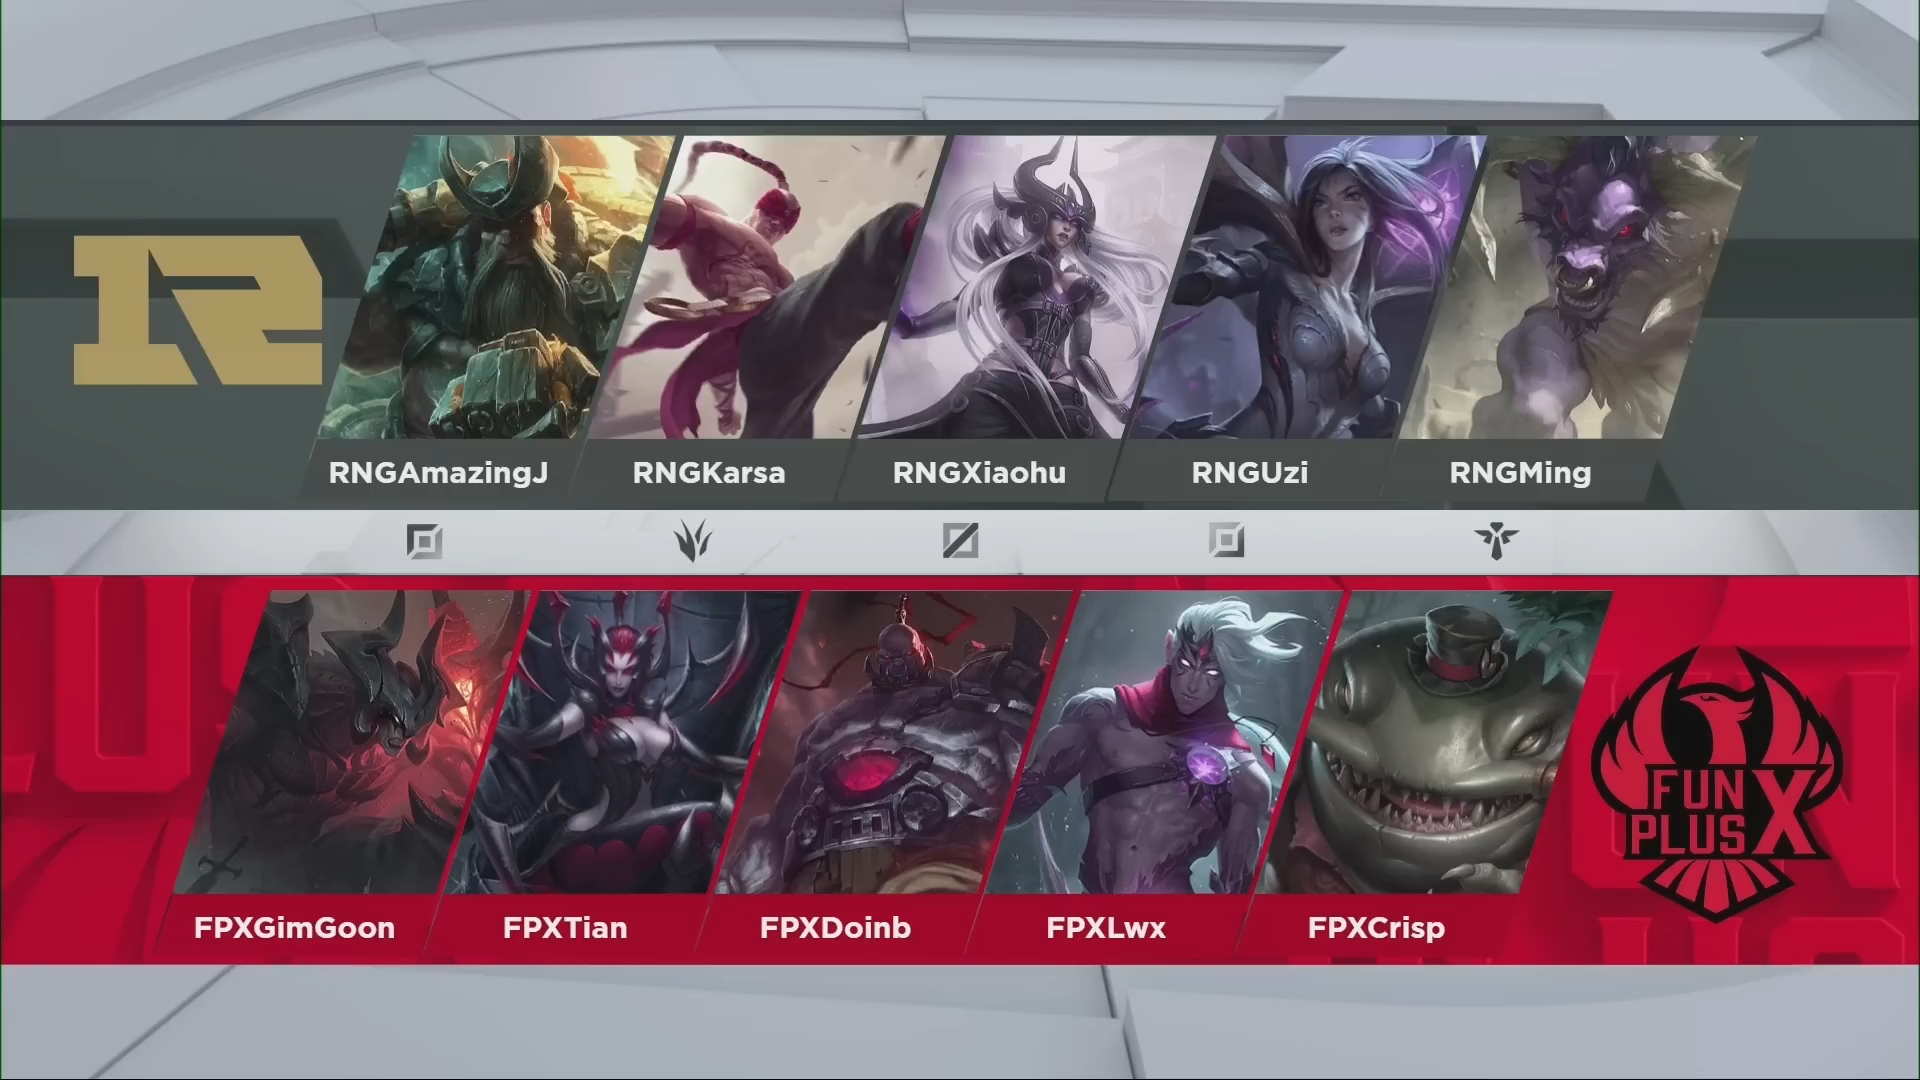 RNGAmazingJ
RNGKarsa
RNGXiaohu
RNGUzi
RNGMing
FPXGimGoon
FPXTian
FPXDoinb
FPXLwx
FPXCrisp
FUN
PLUS X